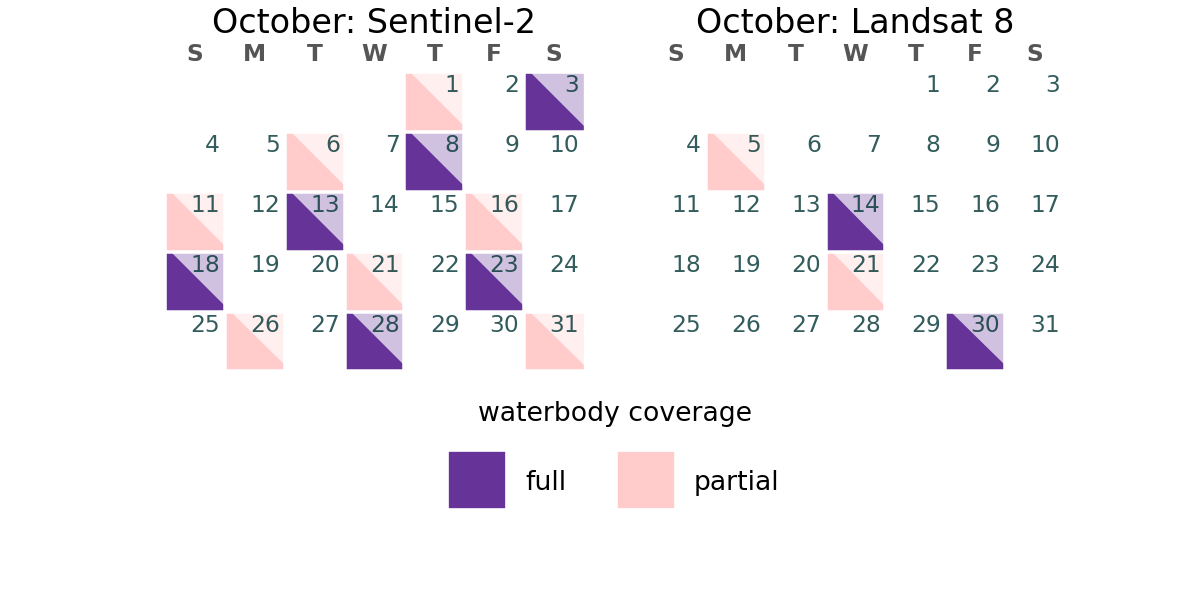 October: Sentinel-2
S M T W T F S
1 2 3
4 5 6 7 8 9 10
11 12 13 14 15 16 17
18 19 20 21 22 23 24
25 26 27 28 29 30 31
October: Landsat 8
S M T W T F S
1 2 3
4 5 6 7 8 9 10
11 12 13 14 15 16 17
18 19 20 21 22 23 24
25 26 27 28 29 30 31
waterbody coverage
full partial